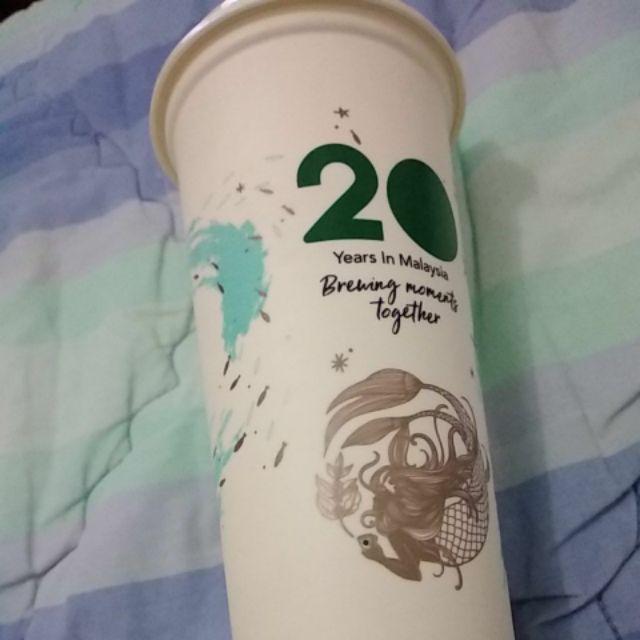 20
Years In Malaysia
Brewing moments
together